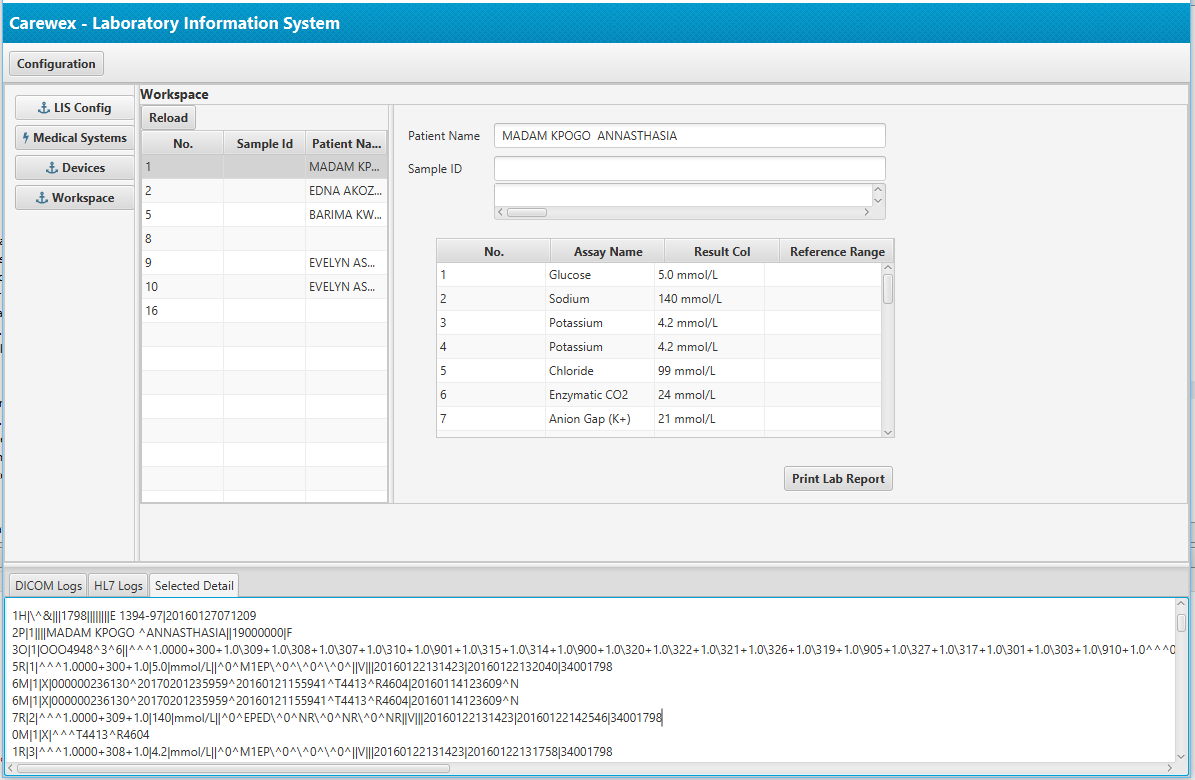 Carewex - Laboratory Information System
Configuration
LIS Config
Medical Systems
Devices
Workspace
Workspace
Reload
No. Sample Id Patient Na...
1 MADAM KP...
2 EDNA AKOZ...
5 BARIMA KW...
8
9 EVELYN AS...
10 EVELYN AS...
16
Patient Name MADAM KPOGO  ANNASTHASIA
Sample ID
No. Assay Name Result Col Reference Range
1 Glucose 5.0 mmol/L
2 Sodium 140 mmol/L
3 Potassium 4.2 mmol/L
4 Potassium 4.2 mmol/L
5 Chloride 99 mmol/L
6 Enzymatic CO2 24 mmol/L
7 Anion Gap (K+) 21 mmol/L
Print Lab Report
DICOM Logs HL7 Logs Selected Detail
1H|\^&|||1798||||||||E 1394-97|20160127071209
2P|1||||MADAM KPOGO ^ANNASTHASIA||19000000|F
3O|1|OOO4948^3^6||^^^1.0000+300+1.0\309+1.0\308+1.0\307+1.0\310+1.0\901+1.0\315+1.0\314+1.0\900+1.0\320+1.0\322+1.0\321+1.0\326+1.0\319+1.0\905+1.0\327+1.0\317+1.0\301+1.0\303+1.0\910+1.0^^^0
5R|1|^^^1.0000+300+1.0|5.0|mmol/L||^0^M1EP\^0^\^0^\^0^||V|||20160122131423|20160122132040|34001798
6M|1|X|000000236130^20170201235959^20160121155941^T4413^R4604|20160114123609^N
6M|1|X|000000236130^20170201235959^20160121155941^T4413^R4604|20160114123609^N
7R|2|^^^1.0000+309+1.0|140|mmol/L||^0^EPED\^0^NR\^0^NR\^0^NR||V|||20160122131423|20160122142546|34001798
0M|1|X|^^^T4413^R4604
1R|3|^^^1.0000+308+1.0|4.2|mmol/L||^0^M1EP\^0^\^0^\^0^||V|||20160122131423|20160122131758|34001798